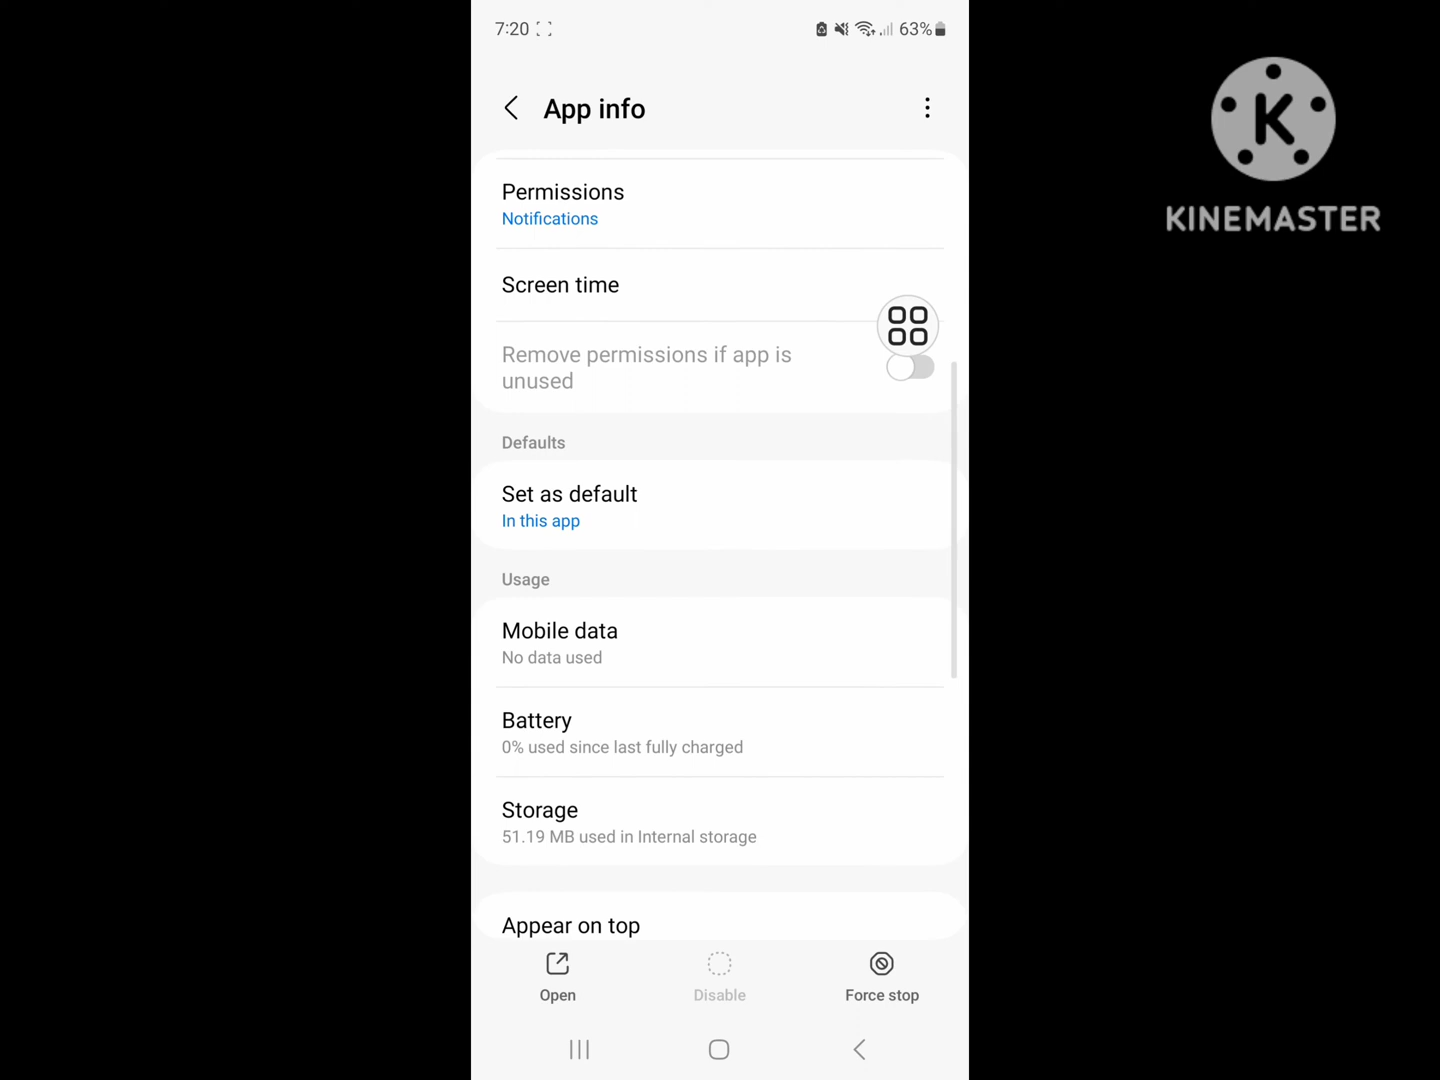 7:20
63%
App info
KINEMASTER
Permissions
Notifications
Screen time
Remove permissions if app is
unused
Defaults
Set as default
In this app
Usage
Mobile data
No data used
Battery
0% used since last fully charged
Storage
51.19 MB used in Internal storage
Appear on top
Open
Disable
Force stop